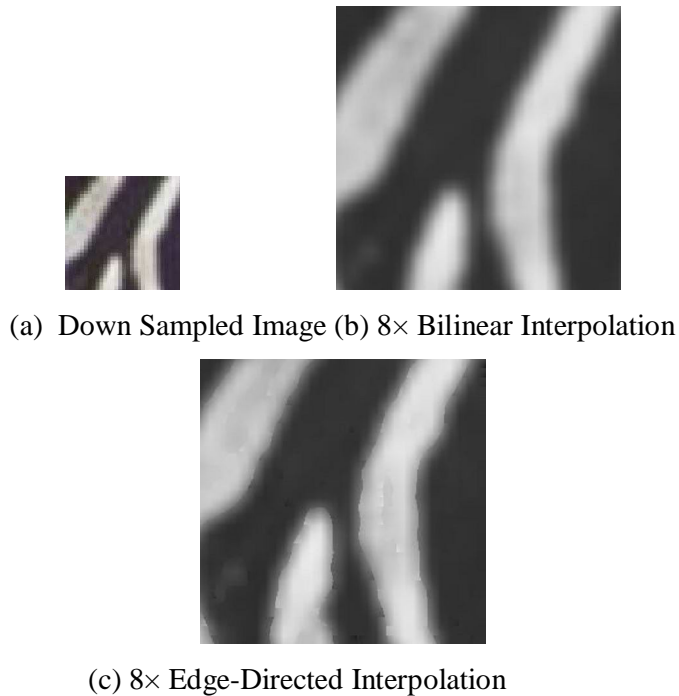 (a) Down Sampled Image (b) 8× Bilinear Interpolation
(c) 8× Edge-Directed Interpolation